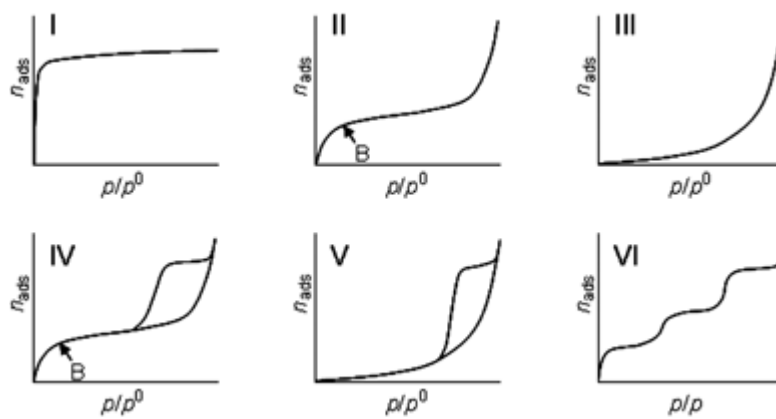 I
n_ads
p/p⁰
II
n_ads
B
p/p⁰
III
n_ads
p/p⁰
IV
n_ads
B
p/p⁰
V
n_ads
p/p⁰
VI
n_ads
p/p